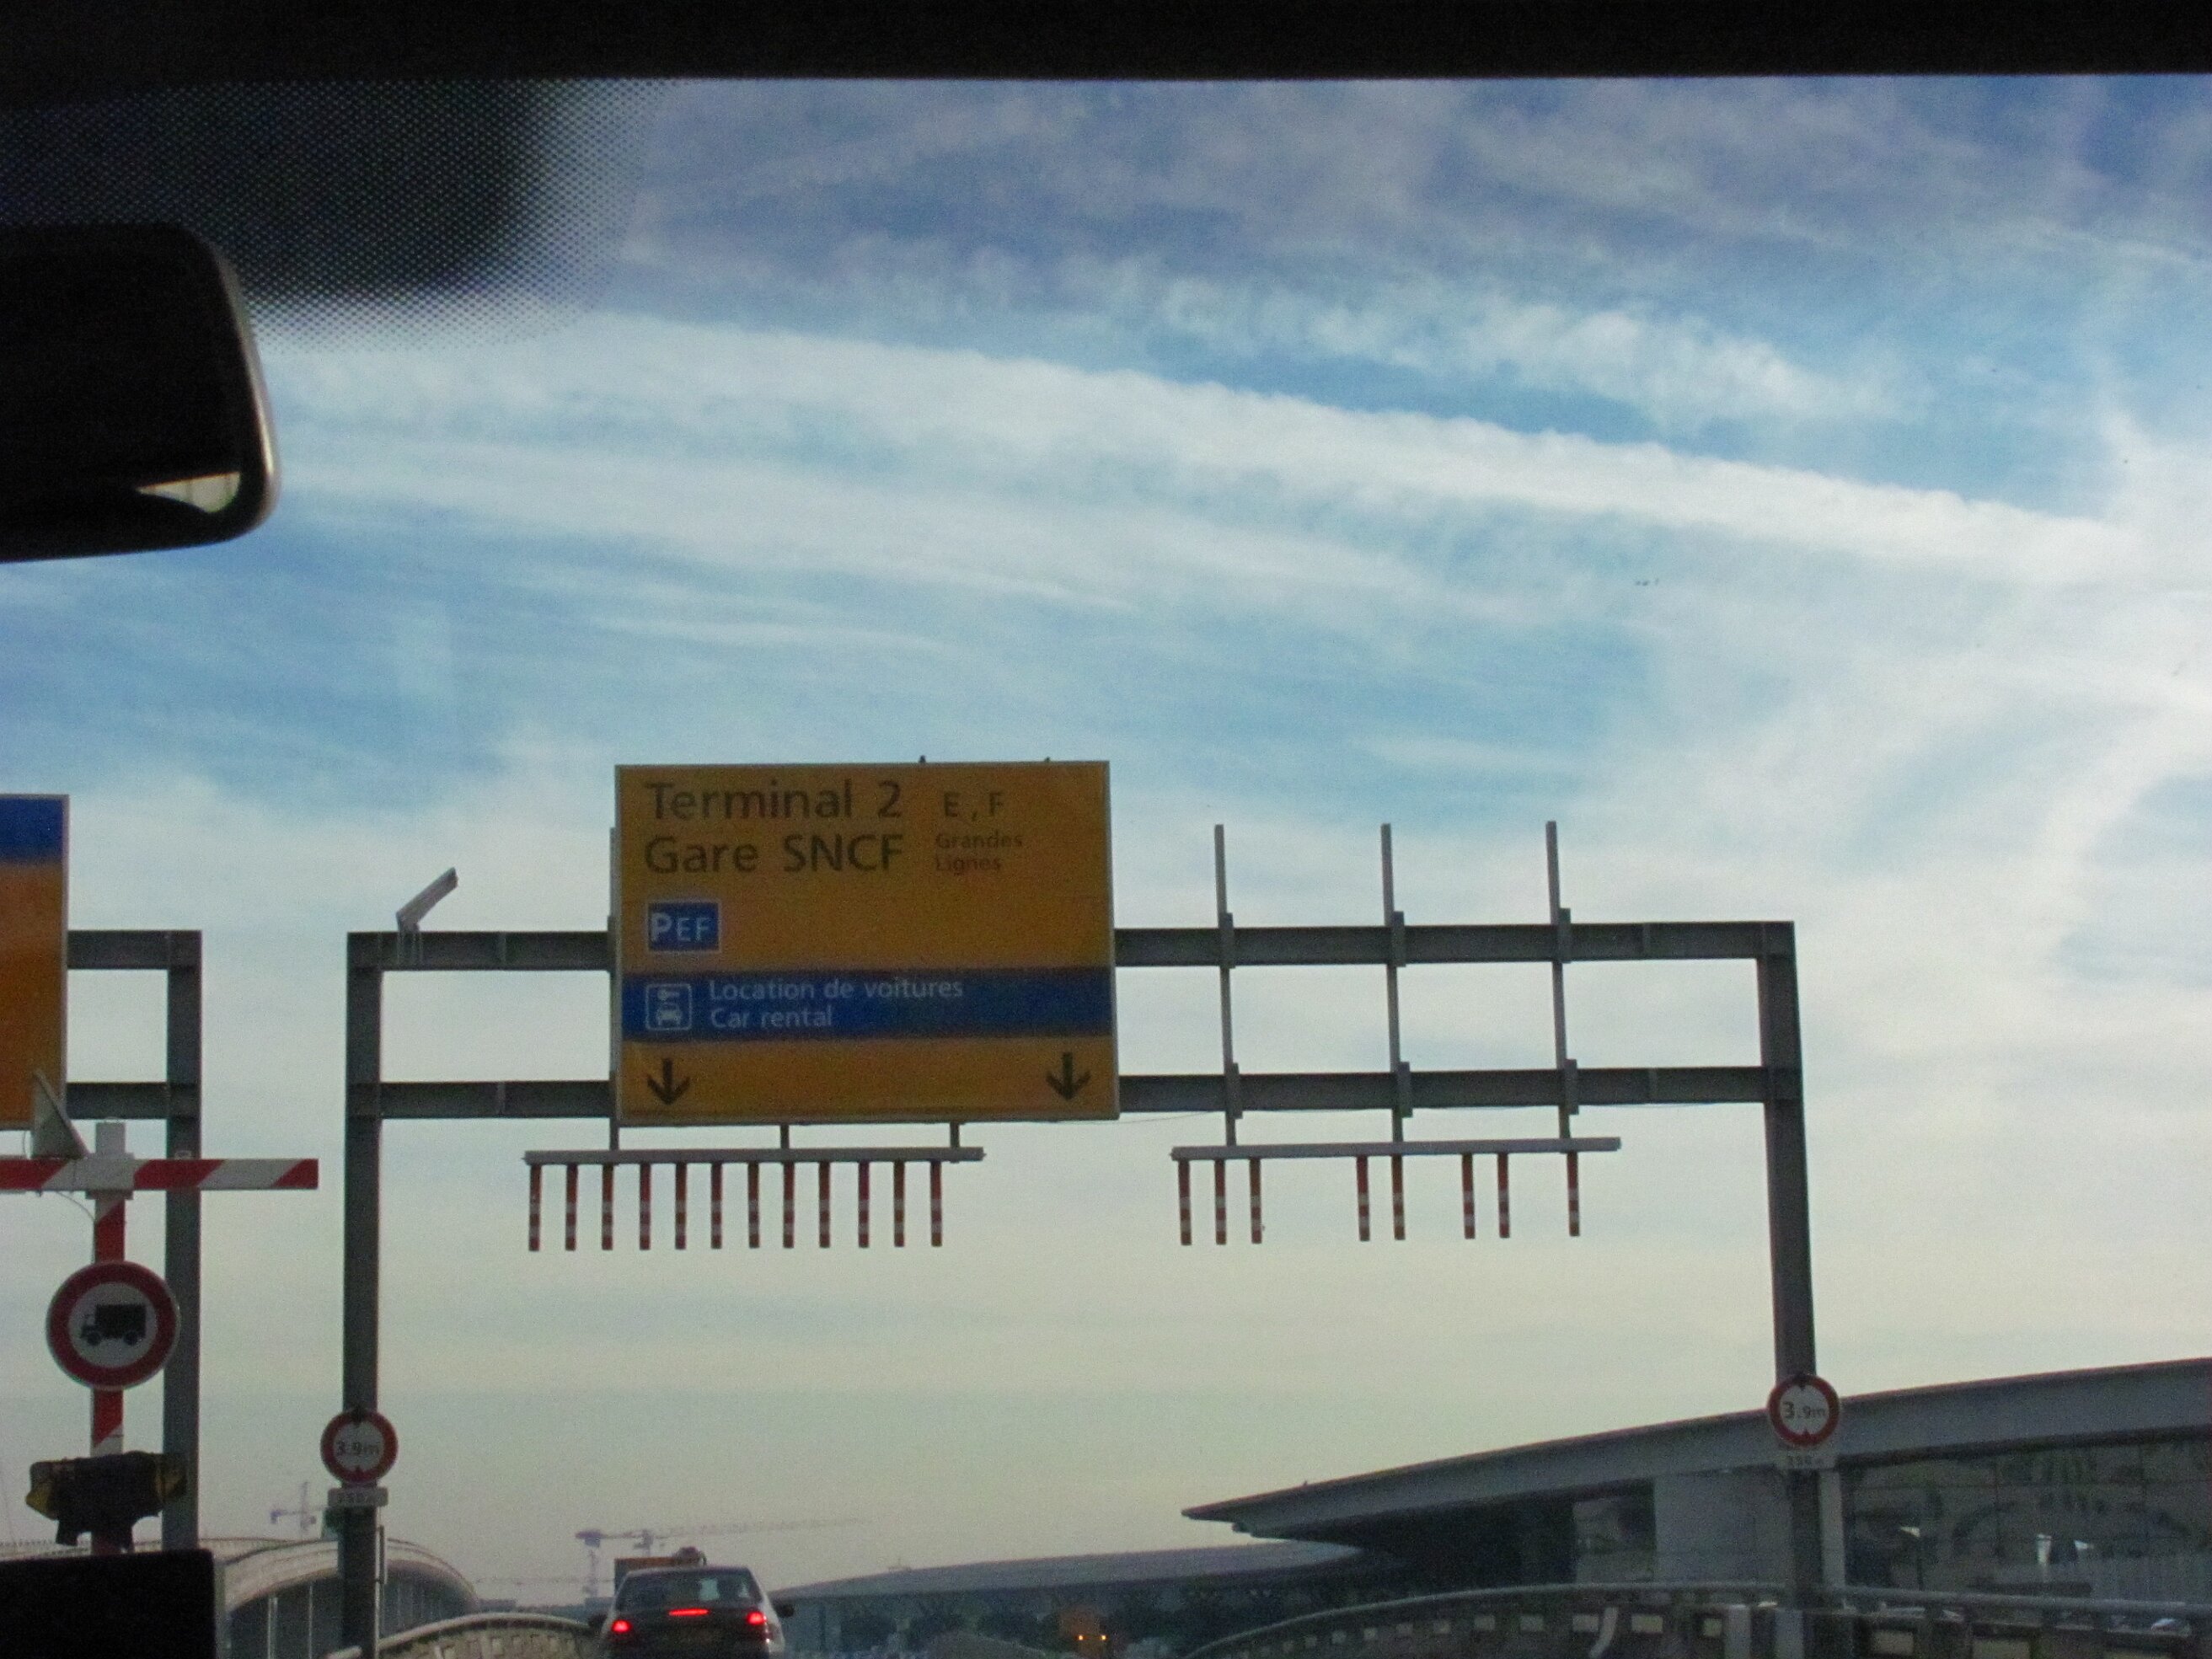 Terminal 2 E, F
Gare SNCF Grandes
Lignes
PEF
Location de voitures
Car rental
3.9m
3.9m